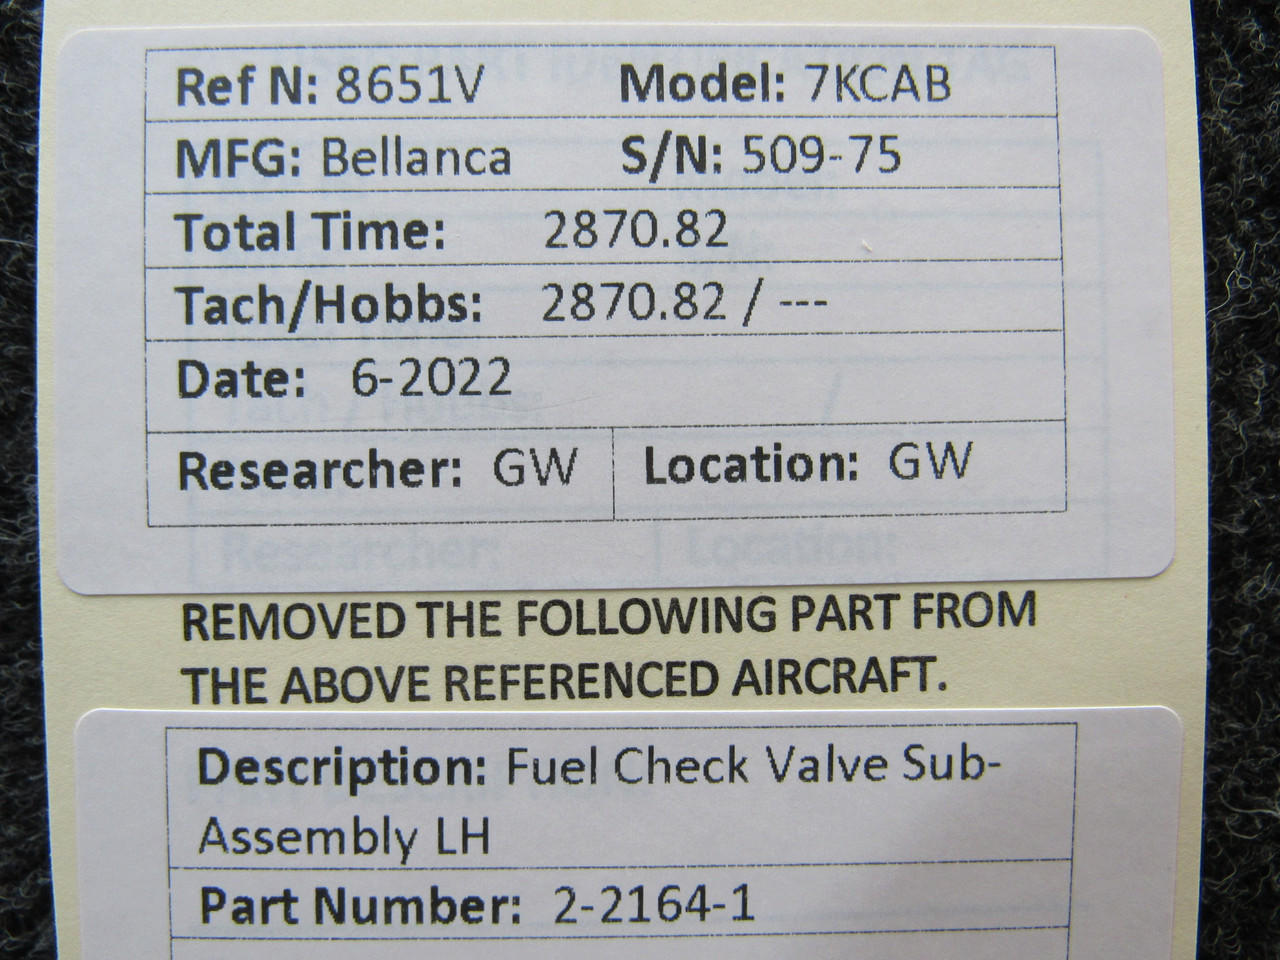 Ref N: 8651V Model: 7KCAB
MFG: Bellanca S/N: 509-75
Total Time: 2870.82
Tach/Hobbs: 2870.82 / ---
Date: 6-2022
Researcher: GW Location: GW
Researcher: Location:
REMOVED THE FOLLOWING PART FROM
THE ABOVE REFERENCED AIRCRAFT.
Description: Fuel Check Valve Sub-
Assembly LH
Part Number: 2-2164-1